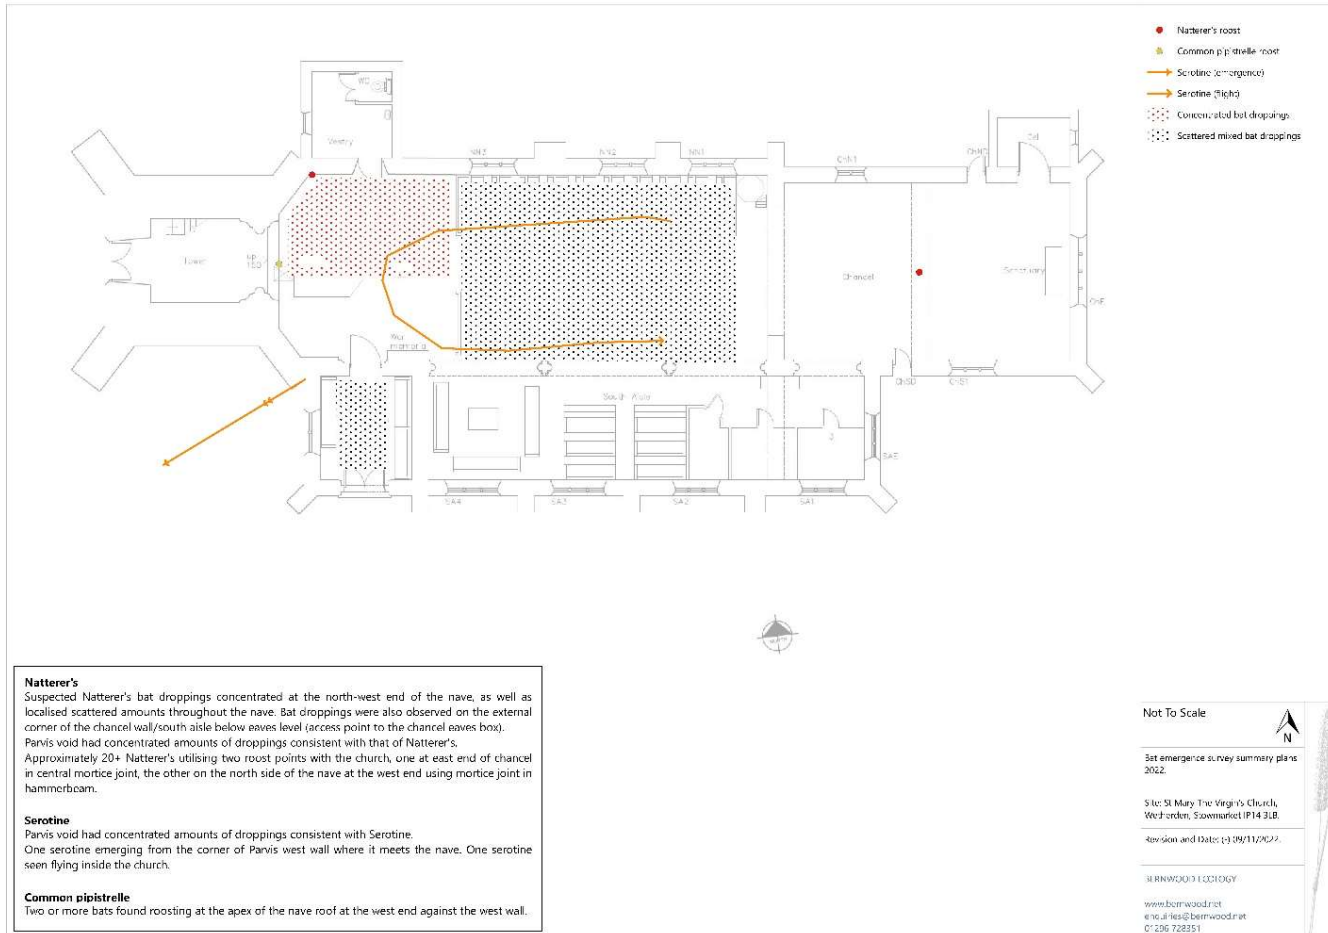 Natterer's roost
Common pipistrelle roost
Serotine (emergence)
Serotine (flight)
Concentrated bat droppings
Scattered mixed bat droppings
WC
Vestry
NN3
NN2
NN1
ChN1
Tower
War
memorial
Chancel
Sanctuary
ChE
ChSD
ChS1
South Aisle
SAE
SA4
SA3
SA2
SA1
Natterer's
Suspected Natterer's bat droppings concentrated at the north-west end of the nave, as well as
localised scattered amounts throughout the nave. Bat droppings were also observed on the external
corner of the chancel wall/south aisle below eaves level (access point to the chancel eaves box).
Parvis void had concentrated amounts of droppings consistent with that of Natterer's.
Approximately 20+ Natterer's utilising two roost points with the church, one at east end of chancel
in central mortice joint, the other on the north side of the nave at the west end using mortice joint in
hammerbeam.
Serotine
Parvis void had concentrated amounts of droppings consistent with Serotine.
One serotine emerging from the corner of Parvis west wall where it meets the nave. One serotine
seen flying inside the church.
Common pipistrelle
Two or more bats found roosting at the apex of the nave roof at the west end against the west wall.
Not To Scale
N
Bat emergence survey summary plans
2022.
Site: St Mary The Virgin's Church,
Wetherden, Stowmarket IP14 3LB.
Revision and Date: (-) 09/11/2022.
BERNWOOD ECOLOGY
www.bernwood.net
enquiries@bernwood.net
01296 728351